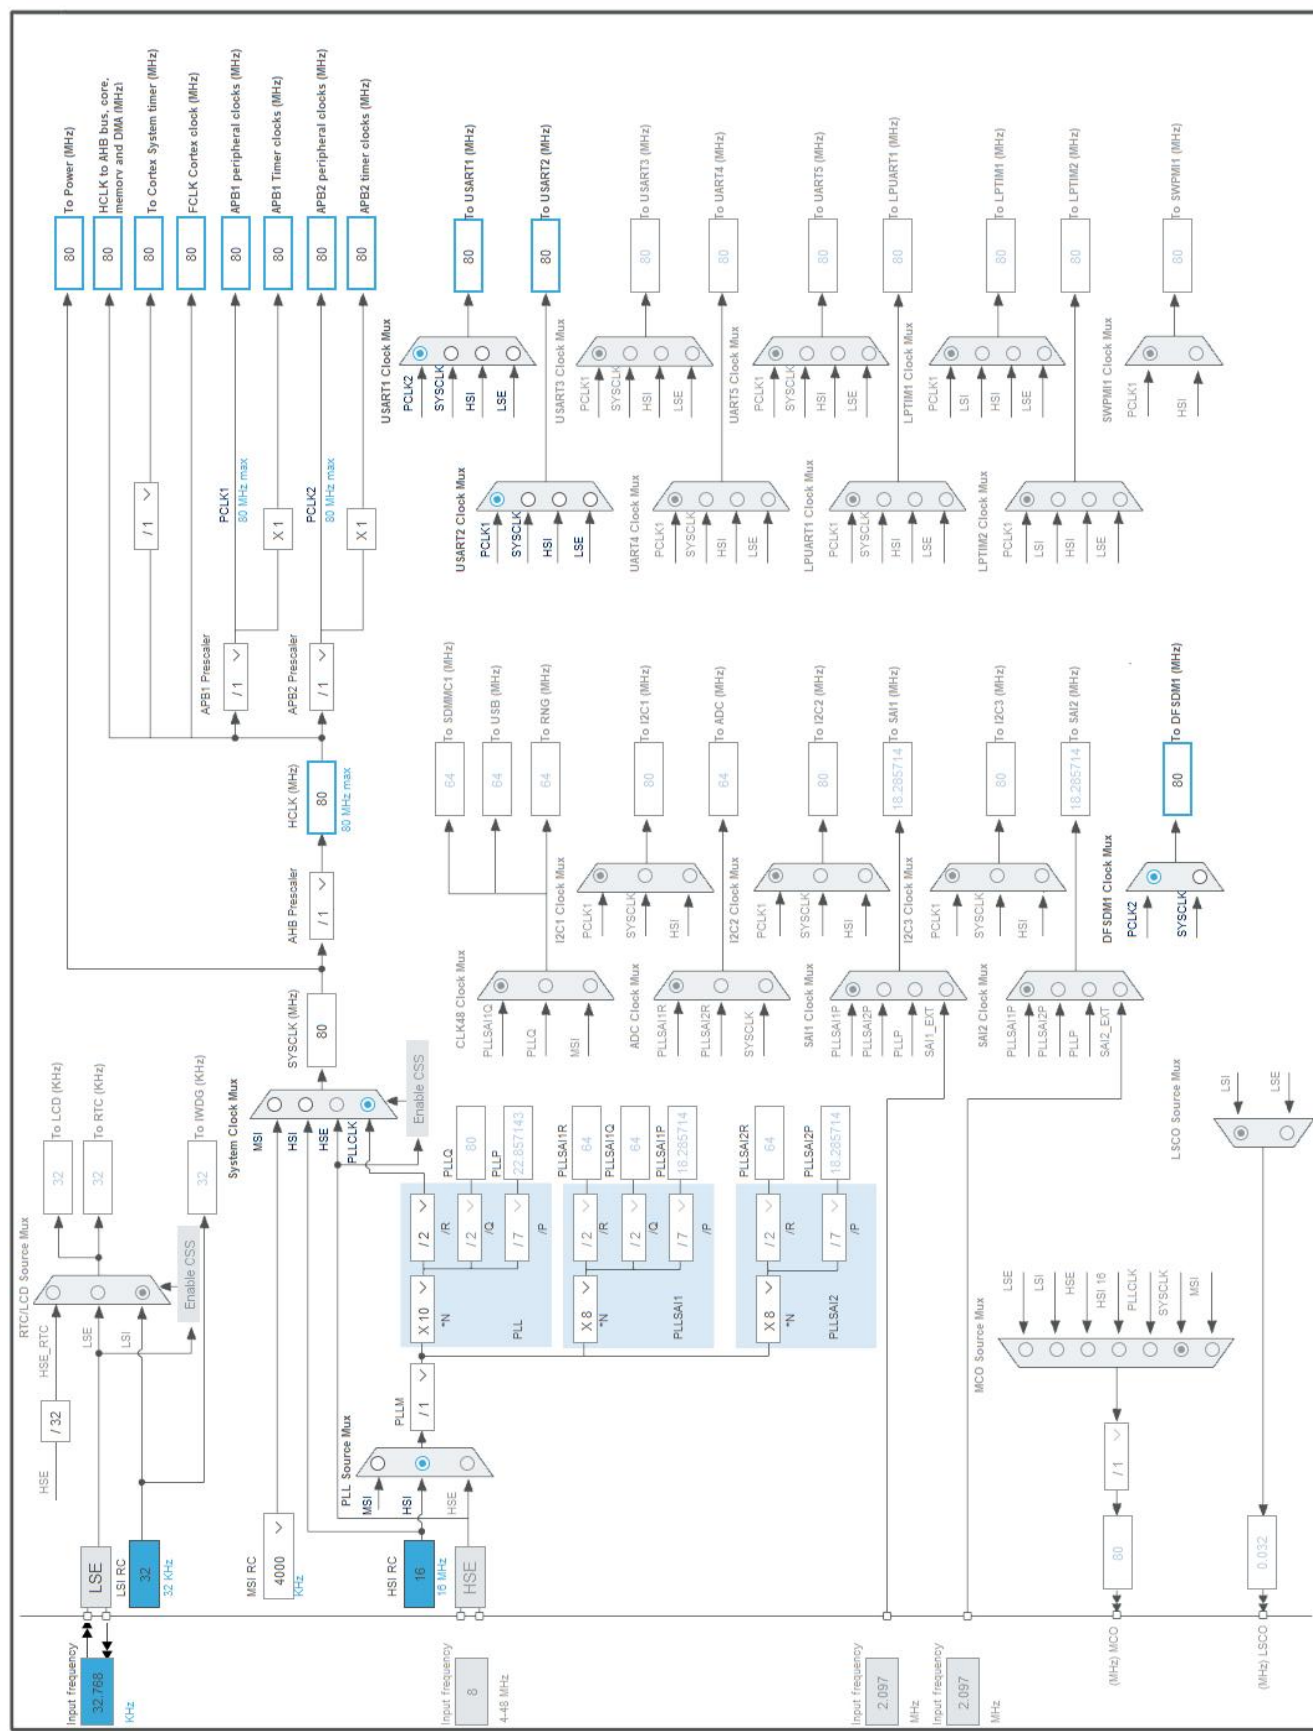 Input frequency
32.768
KHz
LSE
LSI RC
32
32 KHz
HSE
/ 32
HSE_RTC
LSE
LSI
RTC/LCD Source Mux
Enable CSS
32
To LCD (KHz)
32
To RTC (KHz)
32
To IWDG (KHz)
MSI RC
4000
KHz
HSI RC
16
16 MHz
Input frequency
8
4-48 MHz
HSE
PLL Source Mux
MSI
HSI
HSE
PLLM
/ 1
X 10
*N
PLL
/ 2
/R
/ 2
/Q
/ 7
/P
PLLQ
80
PLLP
22.857143
X 8
*N
PLLSAI1
/ 2
/R
/ 2
/Q
/ 7
/P
PLLSAI1R
64
PLLSAI1Q
64
PLLSAI1P
18.285714
X 8
*N
PLLSAI2
/ 2
/R
/ 7
/P
PLLSAI2R
64
PLLSAI2P
18.285714
System Clock Mux
MSI
HSI
HSE
PLLCLK
Enable CSS
SYSCLK (MHz)
80
AHB Prescaler
/ 1
HCLK (MHz)
80
80 MHz max
APB1 Prescaler
/ 1
APB2 Prescaler
/ 1
/ 1
PCLK1
80 MHz max
X 1
PCLK2
80 MHz max
X 1
80
To Power (MHz)
80
HCLK to AHB bus, core,
memory and DMA (MHz)
80
To Cortex System timer (MHz)
80
FCLK Cortex clock (MHz)
80
APB1 peripheral clocks (MHz)
80
APB1 Timer clocks (MHz)
80
APB2 peripheral clocks (MHz)
80
APB2 timer clocks (MHz)
CLK48 Clock Mux
PLLSAI1Q
PLLQ
MSI
64
To SDMMC1 (MHz)
64
To USB (MHz)
64
To RNG (MHz)
I2C1 Clock Mux
PCLK1
SYSCLK
HSI
80
To I2C1 (MHz)
ADC Clock Mux
PLLSAI1R
PLLSAI2R
SYSCLK
64
To ADC (MHz)
I2C2 Clock Mux
PCLK1
SYSCLK
HSI
80
To I2C2 (MHz)
SAI1 Clock Mux
PLLSAI1P
PLLSAI2P
PLLP
SAI1_EXT
18.285714
To SAI1 (MHz)
I2C3 Clock Mux
PCLK1
SYSCLK
HSI
80
To I2C3 (MHz)
SAI2 Clock Mux
PLLSAI1P
PLLSAI2P
PLLP
SAI2_EXT
18.285714
To SAI2 (MHz)
DFSDM1 Clock Mux
PCLK2
SYSCLK
80
To DFSDM1 (MHz)
USART1 Clock Mux
PCLK2
SYSCLK
HSI
LSE
80
To USART1 (MHz)
USART2 Clock Mux
PCLK1
SYSCLK
HSI
LSE
80
To USART2 (MHz)
USART3 Clock Mux
PCLK1
SYSCLK
HSI
LSE
80
To USART3 (MHz)
UART4 Clock Mux
PCLK1
SYSCLK
HSI
LSE
80
To UART4 (MHz)
UART5 Clock Mux
PCLK1
SYSCLK
HSI
LSE
80
To UART5 (MHz)
LPUART1 Clock Mux
PCLK1
SYSCLK
HSI
LSE
80
To LPUART1 (MHz)
LPTIM1 Clock Mux
PCLK1
LSI
HSI
LSE
80
To LPTIM1 (MHz)
LPTIM2 Clock Mux
PCLK1
LSI
HSI
LSE
80
To LPTIM2 (MHz)
SWPMI1 Clock Mux
PCLK1
HSI
80
To SWPMI1 (MHz)
Input frequency
2.097
MHz
Input frequency
2.097
MHz
MCO Source Mux
LSE
LSI
HSE
HSI 16
PLLCLK
SYSCLK
MSI
/ 1
80
(MHz) MCO
LSCO Source Mux
LSI
LSE
0.032
(MHz) LSCO